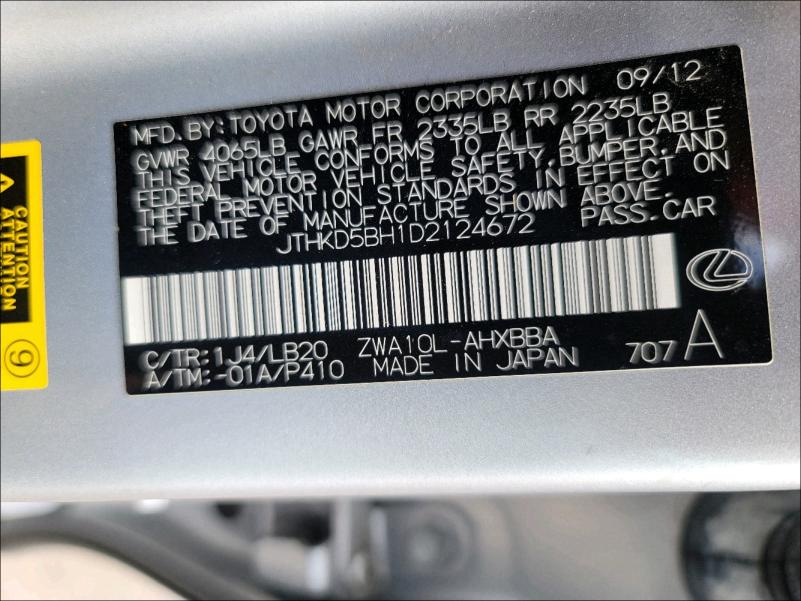 MFD. BY: TOYOTA MOTOR CORPORATION 09/12
GVWR 4065LB GAWR FR 2335LB RR 2235LB
THIS VEHICLE CONFORMS TO ALL APPLICABLE
FEDERAL MOTOR VEHICLE SAFETY, BUMPER, AND
THEFT PREVENTION STANDARDS IN EFFECT ON
THE DATE OF MANUFACTURE SHOWN ABOVE.
JTHKD5BH1D2124672 PASS.CAR
C/TR: 1J4/LB20 ZWA10L-AHXBBA 707 A
A/TM: -01A/P410 MADE IN JAPAN
CAUTION
ATTENTION
9